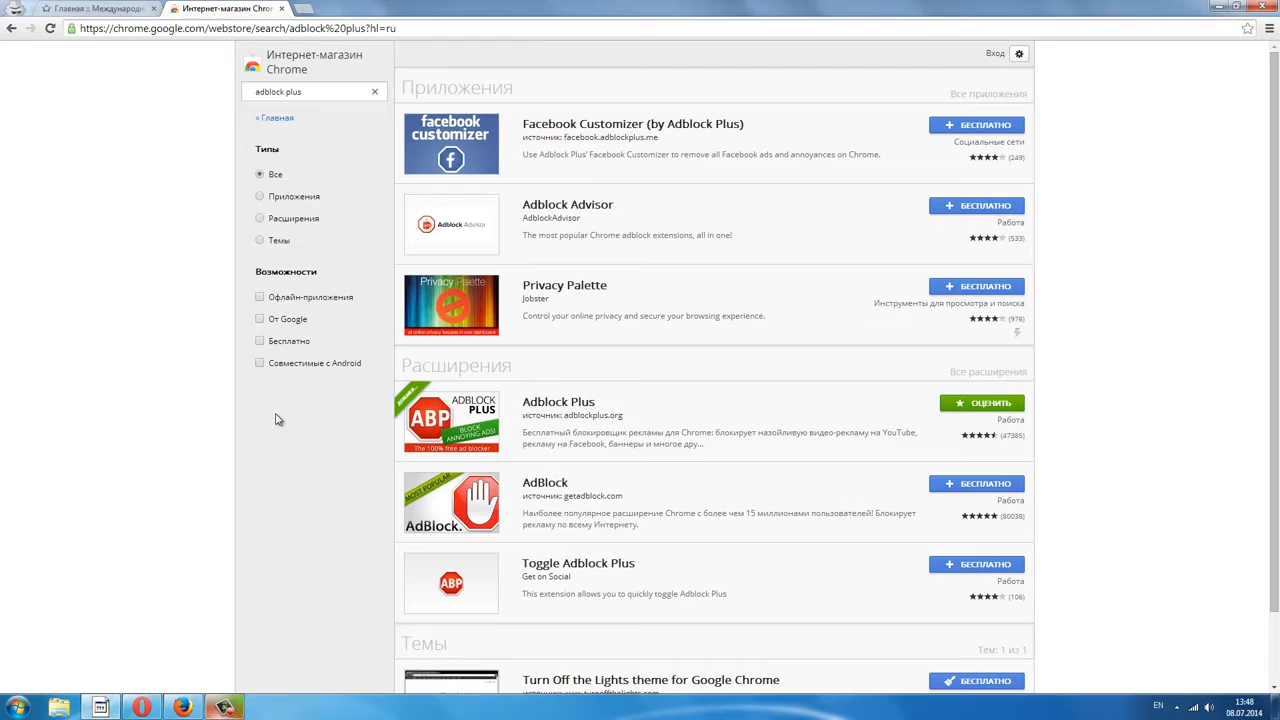 Главная :: Международн
Интернет-магазин Chrom
https://chrome.google.com/webstore/search/adblock%20plus?hl=ru
Интернет-магазин
Chrome
adblock plus
« Главная
Типы
Все
Приложения
Расширения
Темы
Возможности
Офлайн-приложения
От Google
Бесплатно
Совместимые с Android
Вход
Приложения
Все приложения
facebook
customizer
Facebook Customizer (by Adblock Plus)
источник: facebook.adblockplus.me
Use Adblock Plus' Facebook Customizer to remove all Facebook ads and annoyances on Chrome.
БЕСПЛАТНО
Социальные сети
(249)
ABP Adblock Advisor
Adblock Advisor
AdblockAdvisor
The most popular Chrome adblock extensions, all in one!
БЕСПЛАТНО
Работа
(533)
Privacy Palette
all online privacy features in one dashboard
Privacy Palette
Jobster
Control your online privacy and secure your browsing experience.
БЕСПЛАТНО
Инструменты для просмотра и поиска
(976)
Расширения
Все расширения
ABP
ADBLOCK
PLUS
BLOCK
ANNOYING ADS!
The 100% free ad blocker
Adblock Plus
источник: adblockplus.org
Бесплатный блокировщик рекламы для Chrome: блокирует назойливую видео-рекламу на YouTube,
рекламу на Facebook, баннеры и многое дру...
ОЦЕНИТЬ
Работа
(47385)
MOST POPULAR
AdBlock.
AdBlock
источник: getadblock.com
Наиболее популярное расширение Chrome с более чем 15 миллионами пользователей! Блокирует
рекламу по всему Интернету.
БЕСПЛАТНО
Работа
(80038)
ABP
Toggle Adblock Plus
Get on Social
This extension allows you to quickly toggle Adblock Plus
БЕСПЛАТНО
Работа
(106)
Темы
Тем: 1 из 1
Turn Off the Lights theme for Google Chrome
БЕСПЛАТНО
EN
13:48
08.07.2014